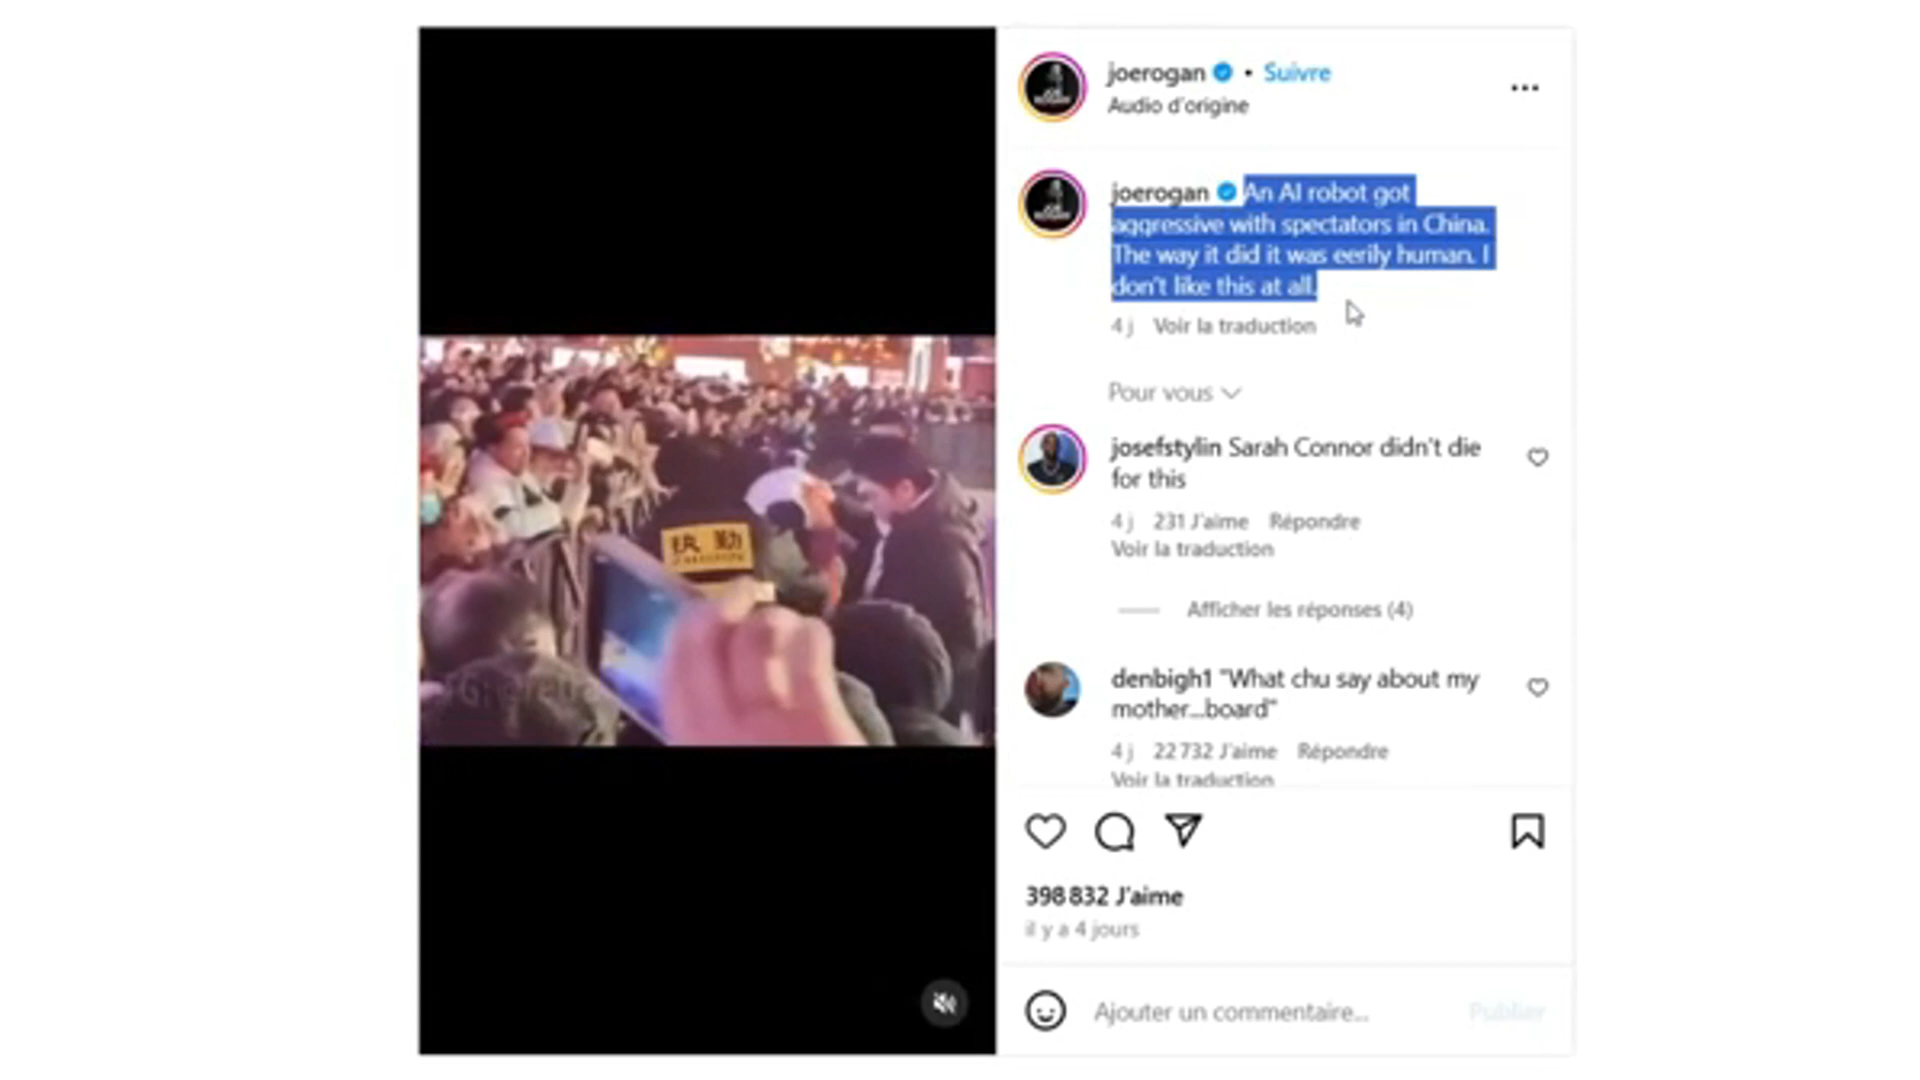 joerogan • Suivre
Audio d'origine
joerogan An AI robot got
aggressive with spectators in China.
The way it did it was eerily human. I
don't like this at all.
4 j Voir la traduction
Pour vous
josefstylin Sarah Connor didn't die
for this
4 j 231 J'aime Répondre
Voir la traduction
Afficher les réponses (4)
denbigh1 "What chu say about my
mother...board"
4 j 22 732 J'aime Répondre
Voir la traduction
398 832 J'aime
il y a 4 jours
Ajouter un commentaire...
Publier
执 勤